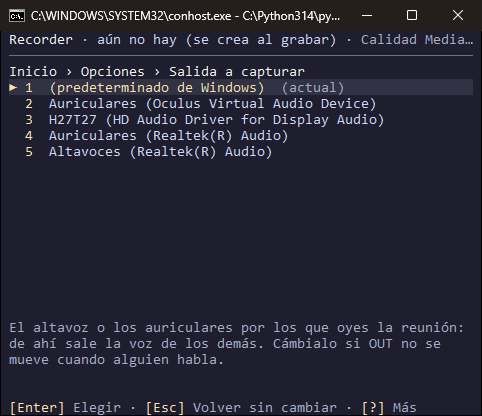 C:\WINDOWS\SYSTEM32\conhost.exe - C:\Python314\py...
Recorder · aún no hay (se crea al grabar) · Calidad Media…
Inicio › Opciones › Salida a capturar
► 1 (predeterminado de Windows) (actual)
2 Auriculares (Oculus Virtual Audio Device)
3 H27T27 (HD Audio Driver for Display Audio)
4 Auriculares (Realtek(R) Audio)
5 Altavoces (Realtek(R) Audio)
El altavoz o los auriculares por los que oyes la reunión:
de ahí sale la voz de los demás. Cámbialo si OUT no se
mueve cuando alguien habla.
[Enter] Elegir · [Esc] Volver sin cambiar · [?] Más